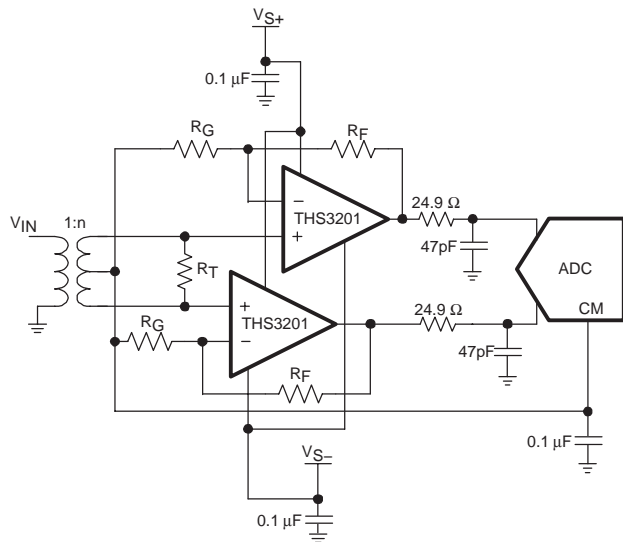 VS+
0.1 µF
RG
RF
THS3201
24.9 Ω
47pF
VIN
1:n
RT
ADC
CM
THS3201
24.9 Ω
47pF
RG
RF
0.1 µF
VS–
0.1 µF